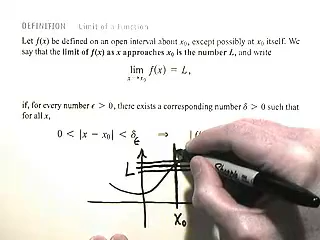 DEFINITION Limit of a Function
Let f(x) be defined on an open interval about x₀, except possibly at x₀ itself. We
say that the limit of f(x) as x approaches x₀ is the number L, and write
lim f(x) = L,
x→x₀
if, for every number ϵ > 0, there exists a corresponding number δ > 0 such that
for all x,
0 < |x − x₀| < δ ⇒ |f(
ε
L
x₀